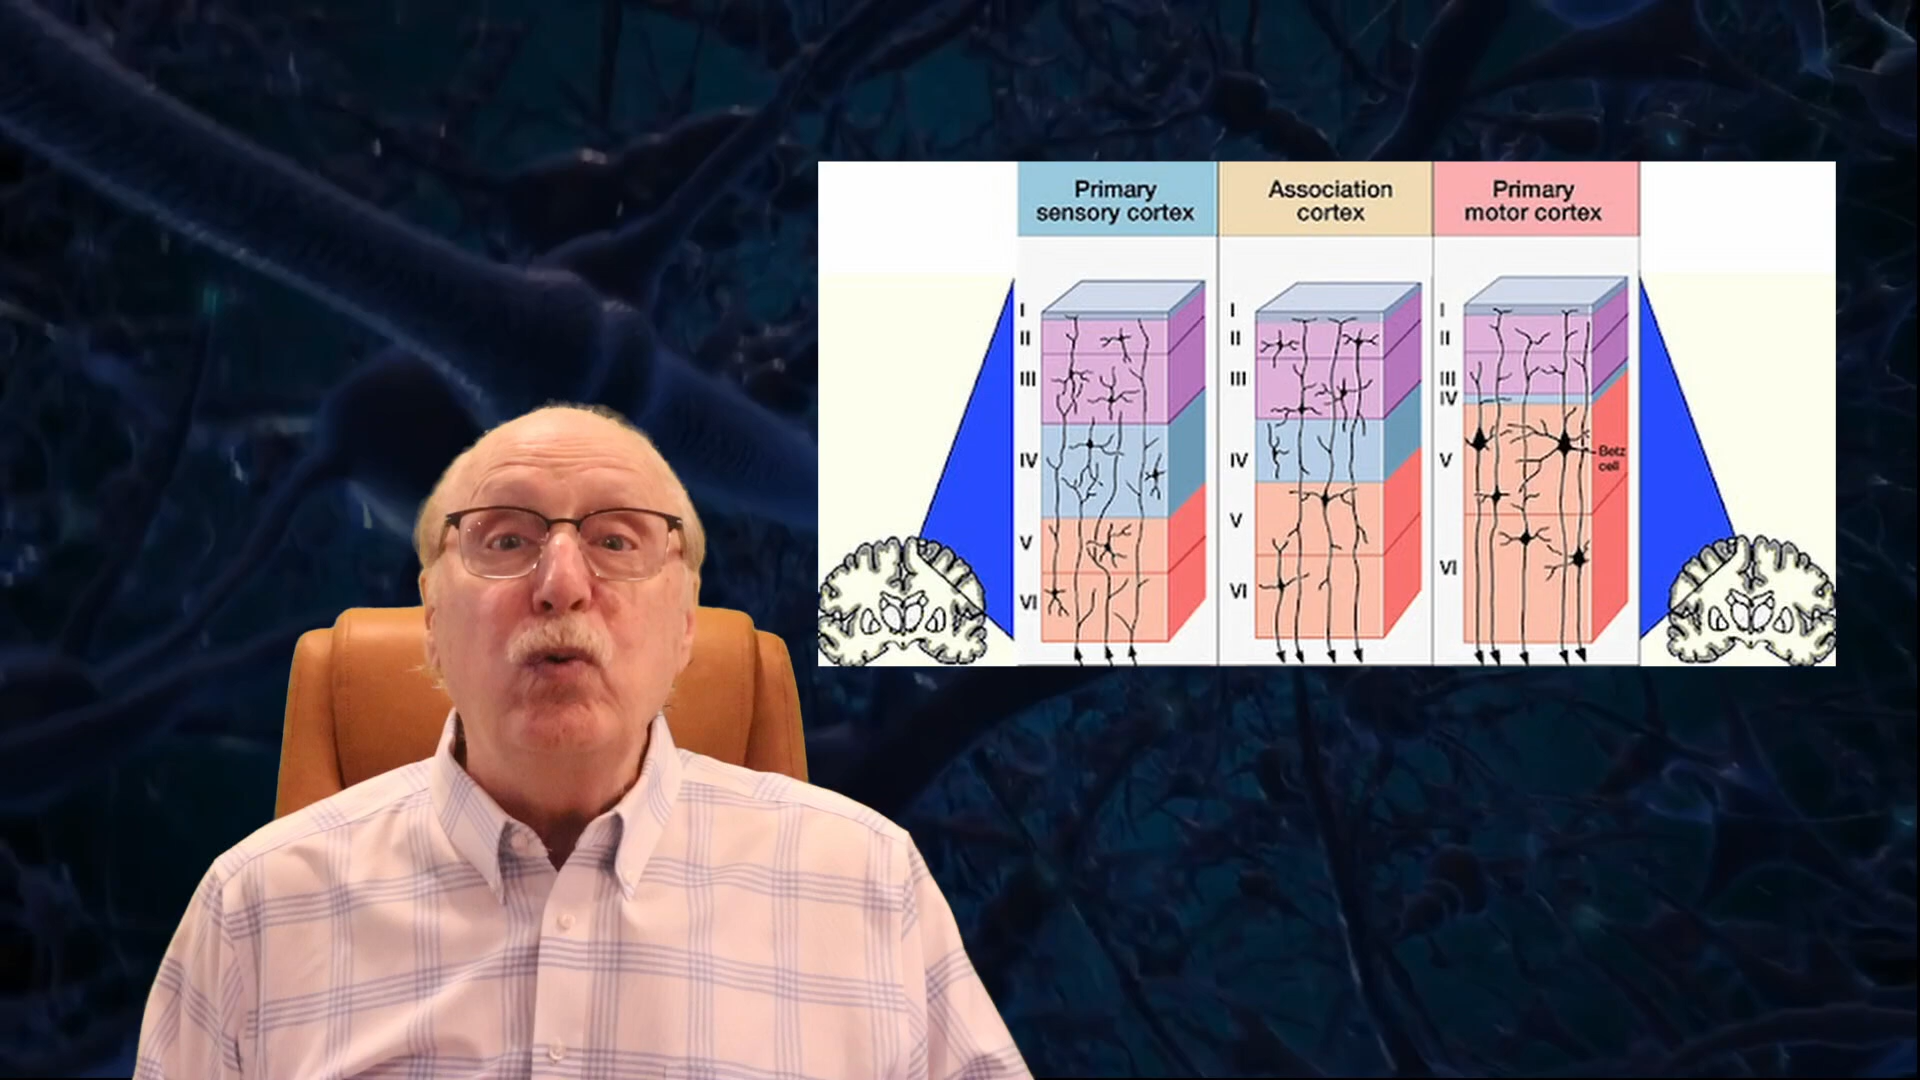 Primary
sensory cortex
Association
cortex
Primary
motor cortex
I
II
III
IV
V
VI
I
II
III
IV
V
VI
I
II
III
IV
V
VI
Betz
cell